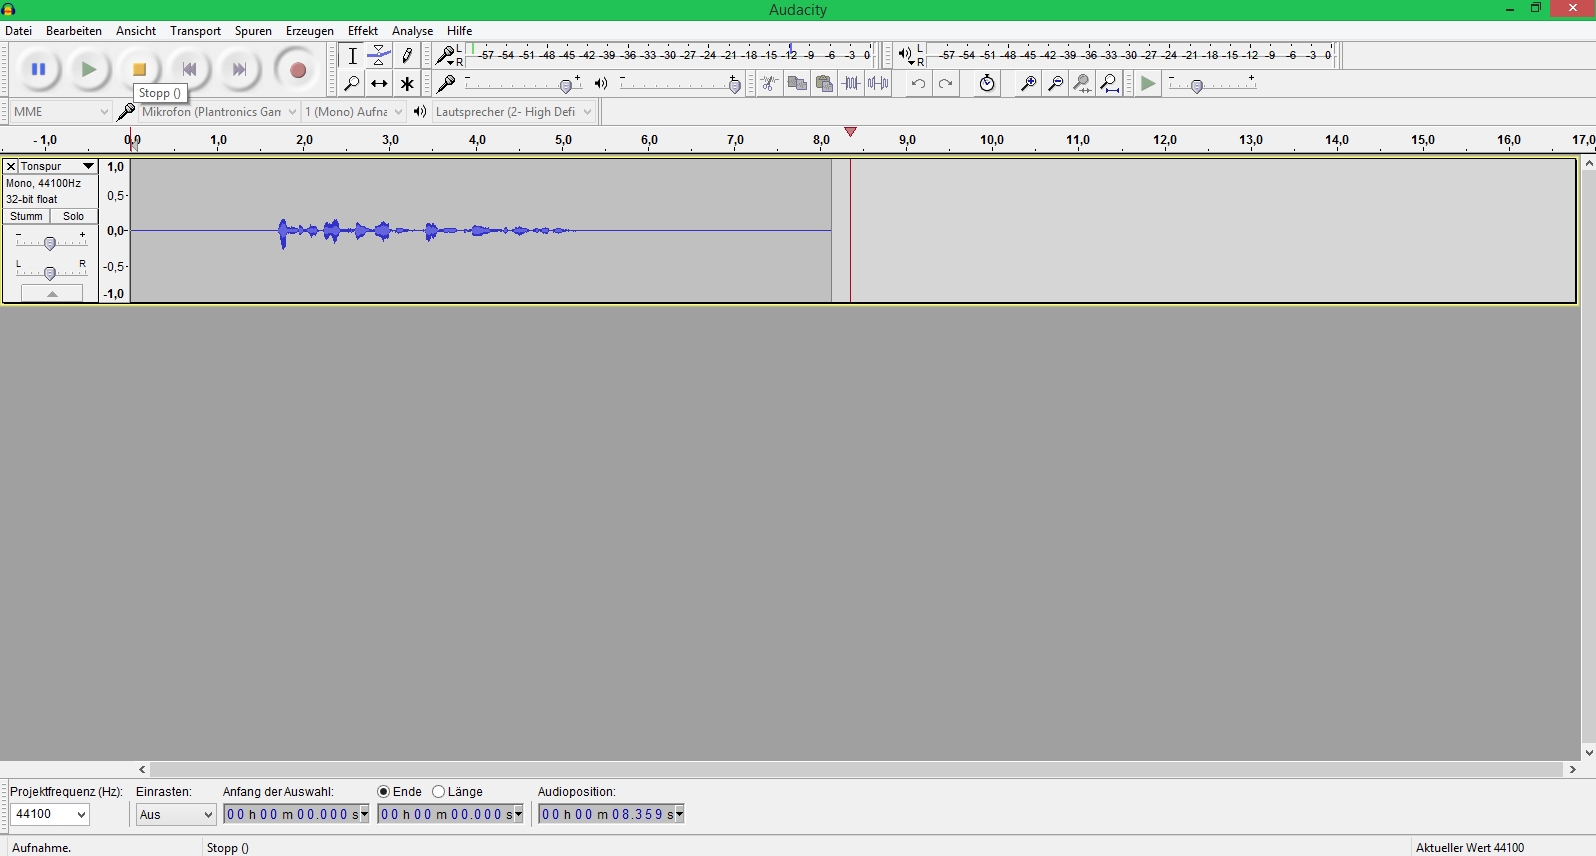 Audacity
Datei Bearbeiten Ansicht Transport Spuren Erzeugen Effekt Analyse Hilfe
L R -57 -54 -51 -48 -45 -42 -39 -36 -33 -30 -27 -24 -21 -18 -15 -12 -9 -6 -3 0
L R -57 -54 -51 -48 -45 -42 -39 -36 -33 -30 -27 -24 -21 -18 -15 -12 -9 -6 -3 0
- + - + - +
Stopp ()
MME Mikrofon (Plantronics Gan 1 (Mono) Aufna Lautsprecher (2- High Defi
- 1,0 0,0 1,0 2,0 3,0 4,0 5,0 6,0 7,0 8,0 9,0 10,0 11,0 12,0 13,0 14,0 15,0 16,0 17,0
Tonspur 1,0
Mono, 44100Hz
32-bit float 0,5
Stumm Solo
- + 0,0
L R -0,5
-1,0
Projektfrequenz (Hz): Einrasten: Anfang der Auswahl: Ende Länge Audioposition:
44100 Aus 00 h 00 m 00.000 s 00 h 00 m 00.000 s 00 h 00 m 08.359 s
Aufnahme. Stopp () Aktueller Wert 44100